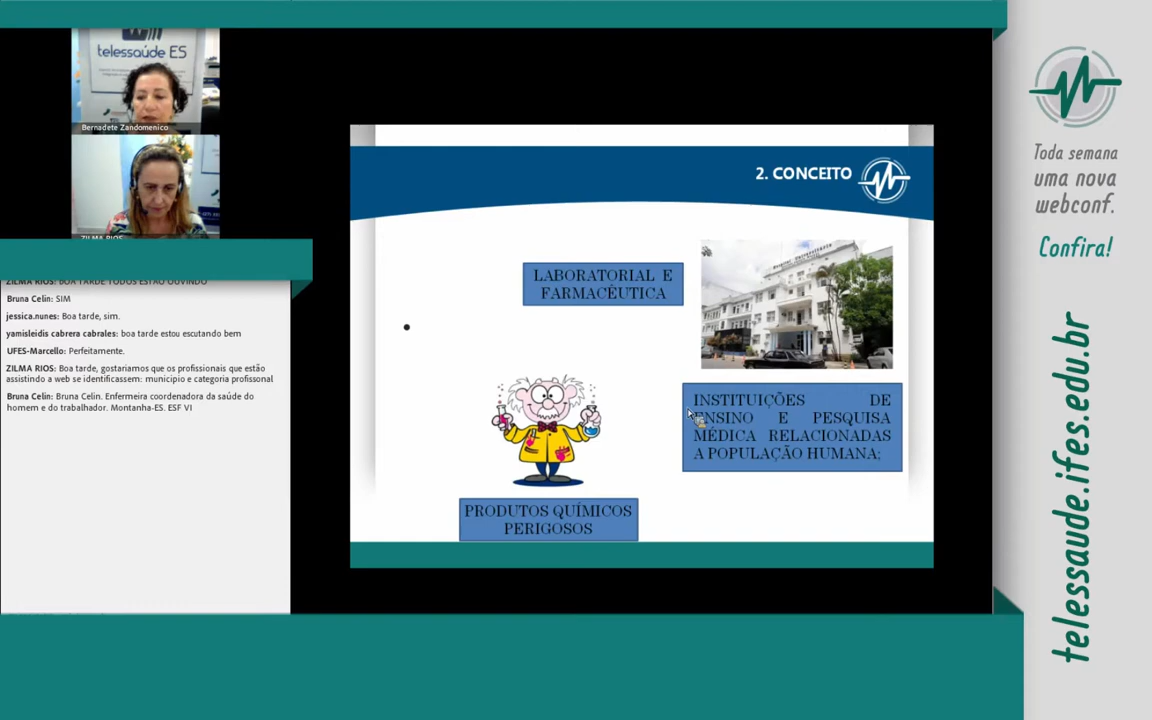 telessaúde ES
Bernadete Zandomenico
ZILMA RIOS
ZILMA RIOS: BOA TARDE TODOS ESTÃO OUVINDO
Bruna Celin: SIM
jessica.nunes: Boa tarde, sim.
yamisleidis cabrera cabrales: boa tarde estou escutando bem
UFES-Marcello: Perfeitamente.
ZILMA RIOS: Boa tarde, gostariamos que os profissionais que estão
assistindo a web se identificassem: municipio e categoria profissonal
Bruna Celin: Bruna Celin. Enfermeira coordenadora da saúde do
homem e do trabalhador. Montanha-ES. ESF VI
2. CONCEITO
LABORATORIAL E
FARMACÊUTICA
INSTITUIÇÕES DE
ENSINO E PESQUISA
MÉDICA RELACIONADAS
A POPULAÇÃO HUMANA;
PRODUTOS QUÍMICOS
PERIGOSOS
Toda semana
uma nova
webconf.
Confira!
telessaude.ifes.edu.br